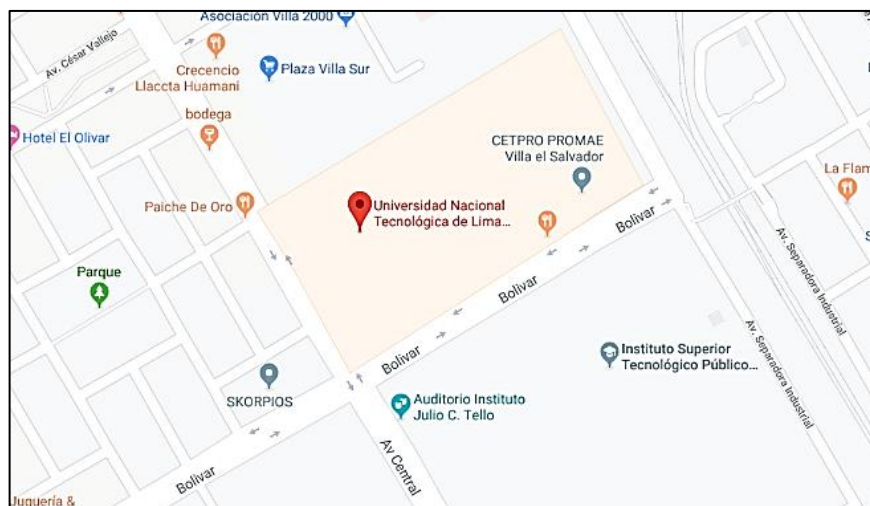 Asociación Villa 2000
Av. César Vallejo
Crecencio
Llaccta Huamani
Plaza Villa Sur
bodega
Hotel El Olivar
CETPRO PROMAE
Villa el Salvador
La Flam
Paiche De Oro
Universidad Nacional
Tecnológica de Lima...
Bolivar
Parque
Bolivar
Av. Separadora Industrial
Bolivar
Instituto Superior
Tecnológico Público...
Av. Separadora Industrial
SKORPIOS
Auditorio Instituto
Julio C. Tello
Av Central
Bolivar
Juguería &